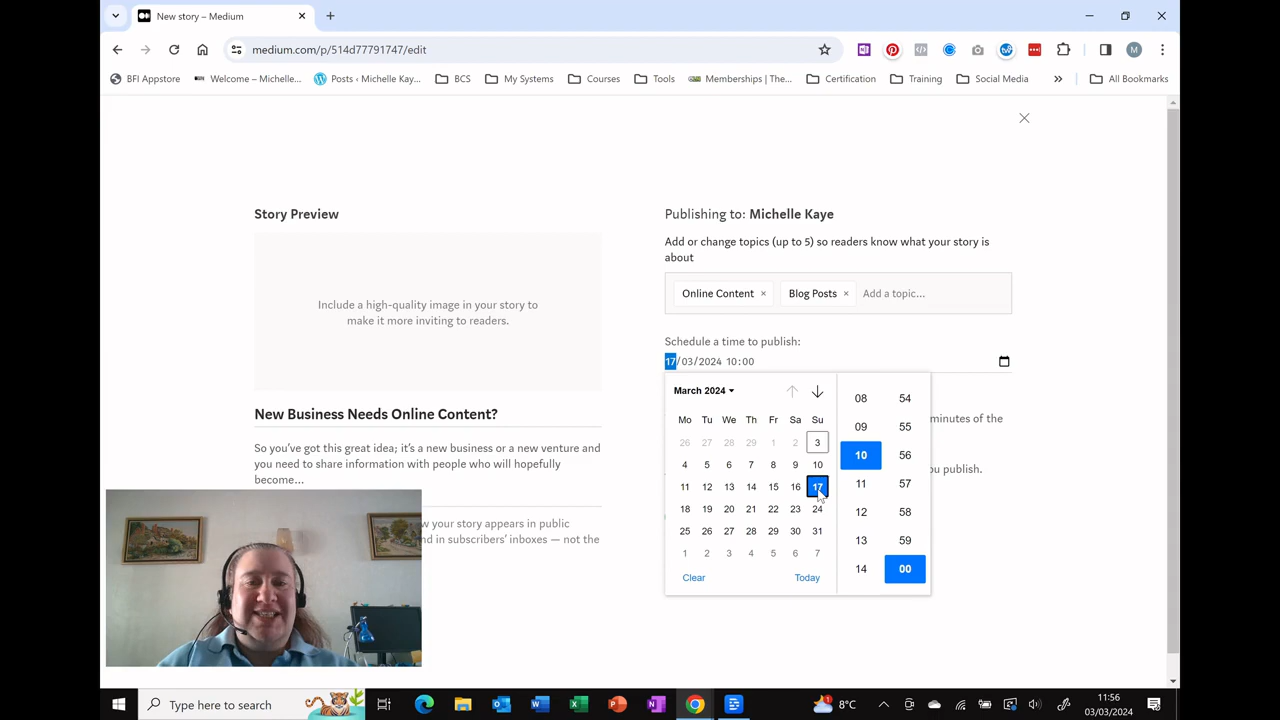 New story – Medium
medium.com/p/514d77791747/edit
BFI Appstore
Welcome – Michelle...
Posts ‹ Michelle Kay...
BCS
My Systems
Courses
Tools
Memberships | The...
Certification
Training
Social Media
All Bookmarks
M
Story Preview
Include a high-quality image in your story to
make it more inviting to readers.
New Business Needs Online Content?
So you've got this great idea; it's a new business or a new venture and
you need to share information with people who will hopefully
become...
w your story appears in public
nd in subscribers' inboxes — not the
Publishing to: Michelle Kaye
Add or change topics (up to 5) so readers know what your story is
about
Online Content ×
Blog Posts ×
Add a topic...
Schedule a time to publish:
17/03/2024 10:00
March 2024
Mo Tu We Th Fr Sa Su
26 27 28 29 1 2 3
4 5 6 7 8 9 10
11 12 13 14 15 16 17
18 19 20 21 22 23 24
25 26 27 28 29 30 31
1 2 3 4 5 6 7
Clear
Today
08 54
09 55
10 56
11 57
12 58
13 59
14 00
minutes of the
ou publish.
Type here to search
1
8°C
11:56
03/03/2024